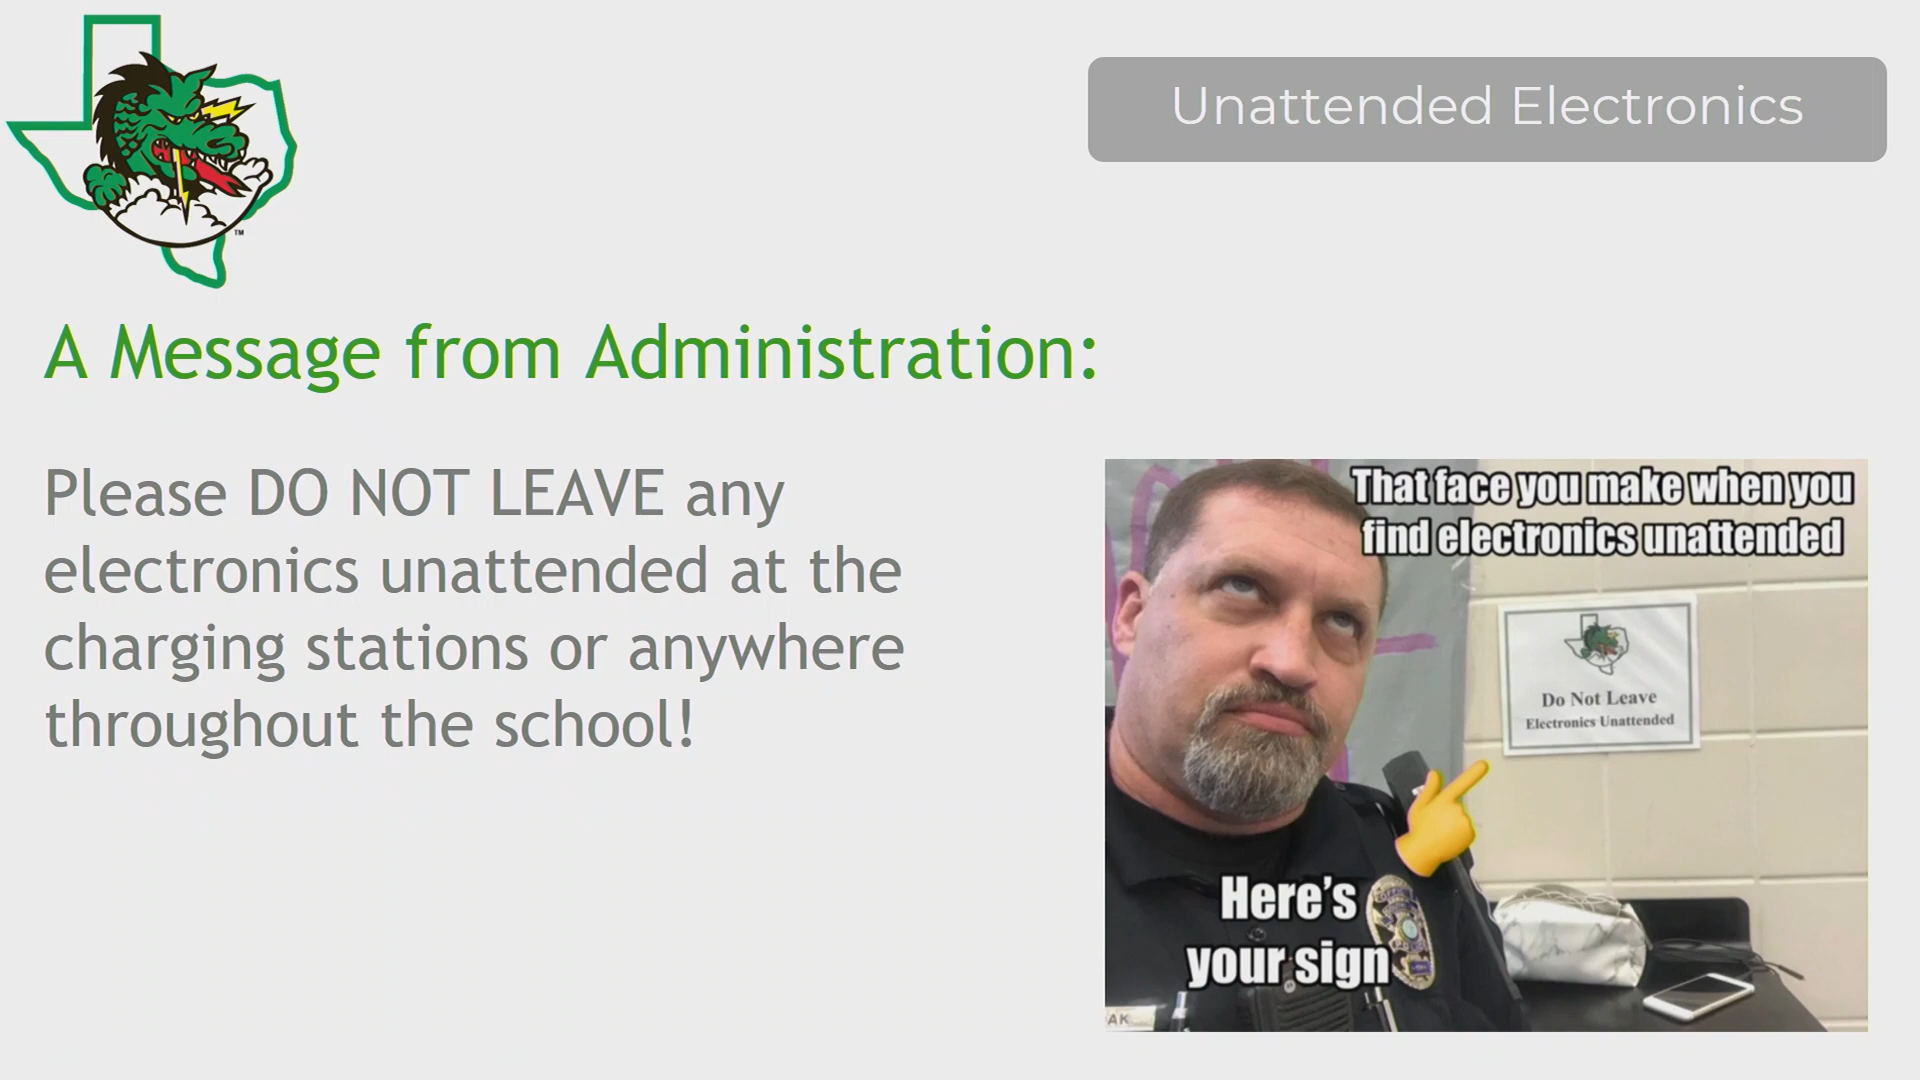 Unattended Electronics
TM
A Message from Administration:
Please DO NOT LEAVE any
electronics unattended at the
charging stations or anywhere
throughout the school!
That face you make when you
find electronics unattended
Do Not Leave
Electronics Unattended
Here's
your sign
AK